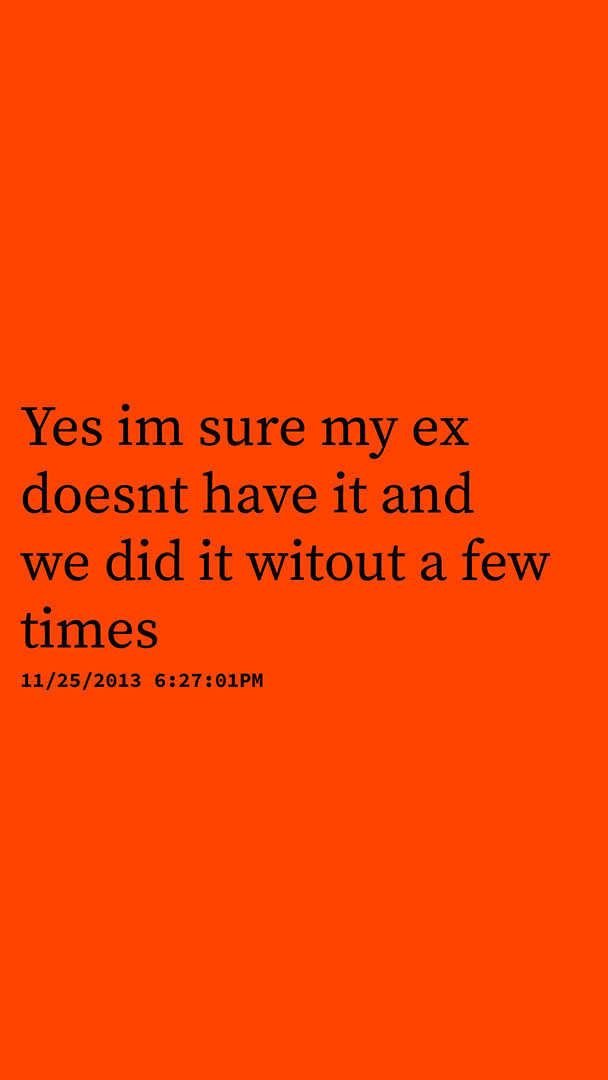 Yes im sure my ex
doesnt have it and
we did it witout a few
times
11/25/2013 6:27:01PM